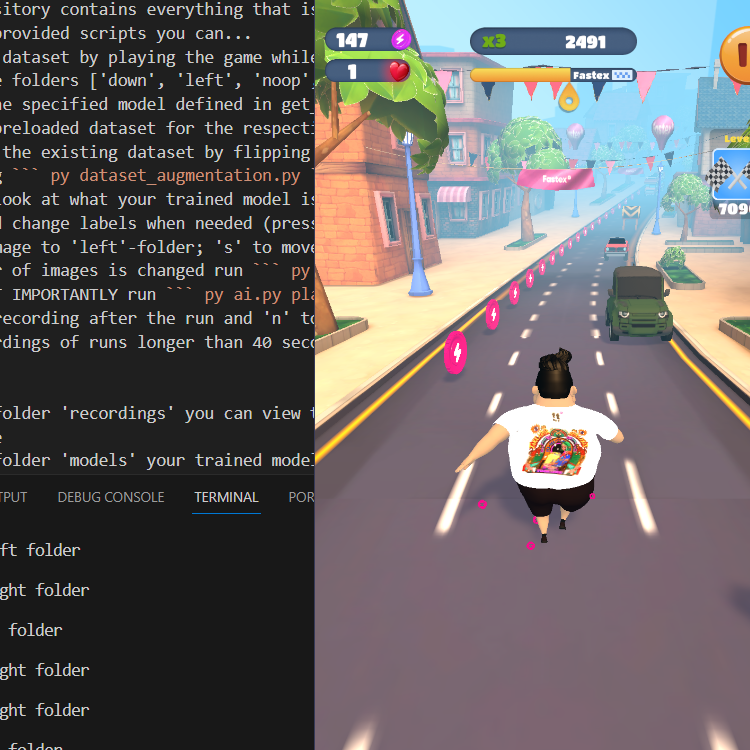 sitory contains everything that is
provided scripts you can...
dataset by playing the game while
e folders ['down', 'left', 'noop',
ne specified model defined in get_
preloaded dataset for the respecti
the existing dataset by flipping
g ``` py dataset_augmentation.py
look at what your trained model is
d change labels when needed (press
mage to 'left'-folder; 's' to move
r of images is changed run ``` py
T IMPORTANTLY run ``` py ai.py pla
recording after the run and 'n' to
rdings of runs longer than 40 seco
folder 'recordings' you can view t
e
folder 'models' your trained model
TPUT DEBUG CONSOLE TERMINAL POR
ft folder
ght folder
folder
ght folder
ght folder
folder
147
1
x3 2491
Fastex
!
Leve
709
Fastex